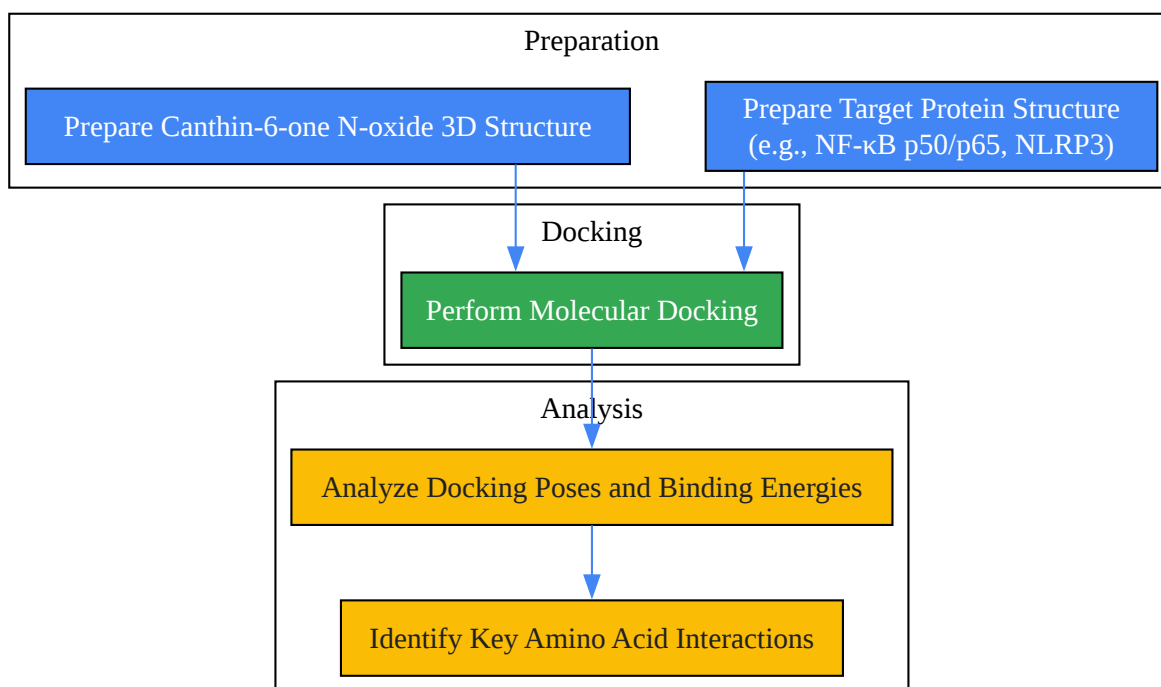 Preparation
Prepare Canthin-6-one N-oxide 3D Structure
Prepare Target Protein Structure
(e.g., NF-κB p50/p65, NLRP3)
Docking
Perform Molecular Docking
Analysis
Analyze Docking Poses and Binding Energies
Identify Key Amino Acid Interactions